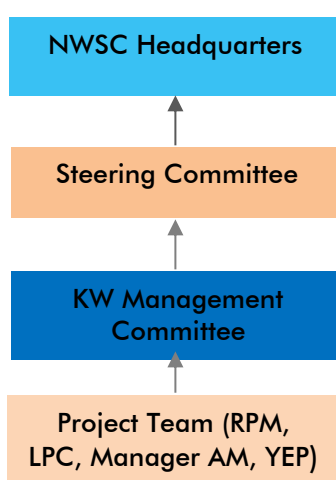 NWSC Headquarters
Steering Committee
KW Management
Committee
Project Team (RPM,
LPC, Manager AM, YEP)